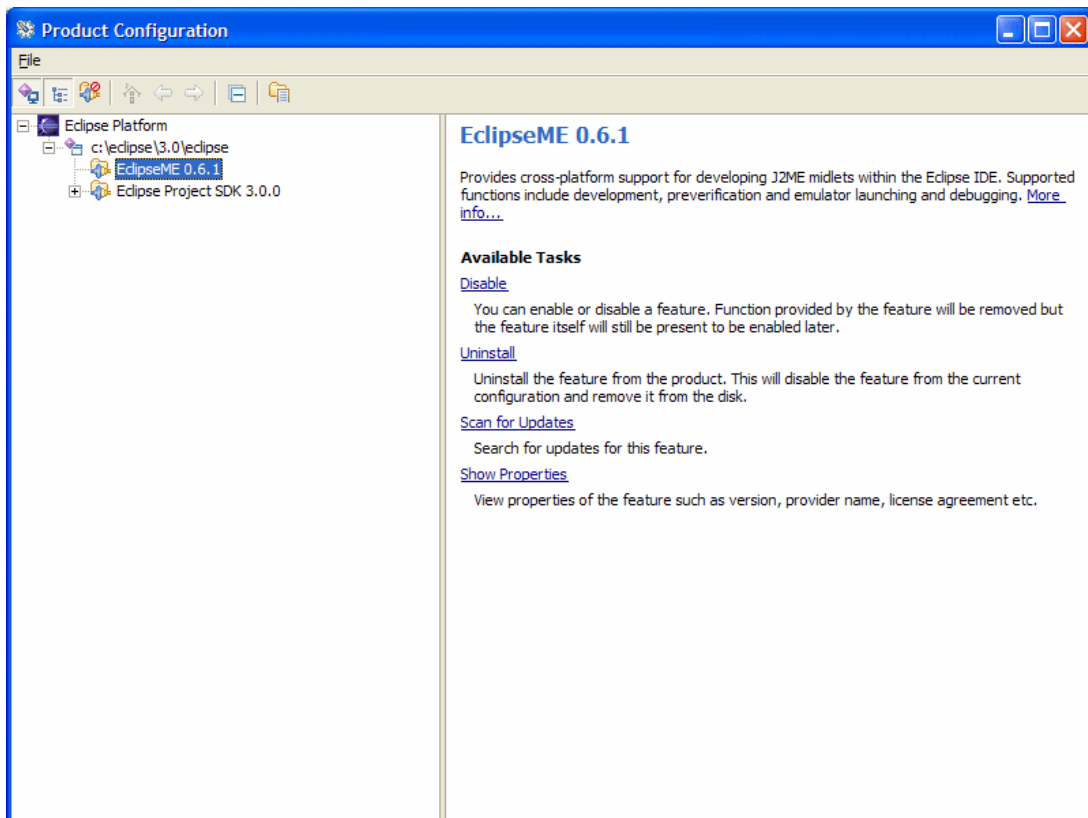 Product Configuration
File
Eclipse Platform
c:\eclipse\3.0\eclipse
EclipseME 0.6.1
Eclipse Project SDK 3.0.0
EclipseME 0.6.1
Provides cross-platform support for developing J2ME midlets within the Eclipse IDE. Supported
functions include development, preverification and emulator launching and debugging. More
info...
Available Tasks
Disable
You can enable or disable a feature. Function provided by the feature will be removed but
the feature itself will still be present to be enabled later.
Uninstall
Uninstall the feature from the product. This will disable the feature from the current
configuration and remove it from the disk.
Scan for Updates
Search for updates for this feature.
Show Properties
View properties of the feature such as version, provider name, license agreement etc.